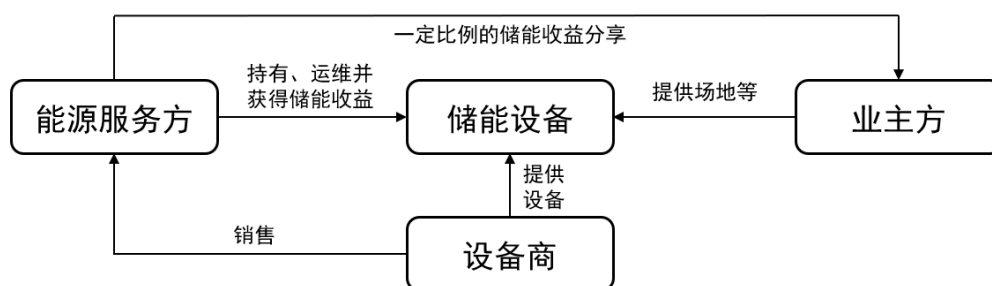 一定比例的储能收益分享
持有、运维并
获得储能收益
提供场地等
能源服务方
储能设备
业主方
提供
设备
销售
设备商